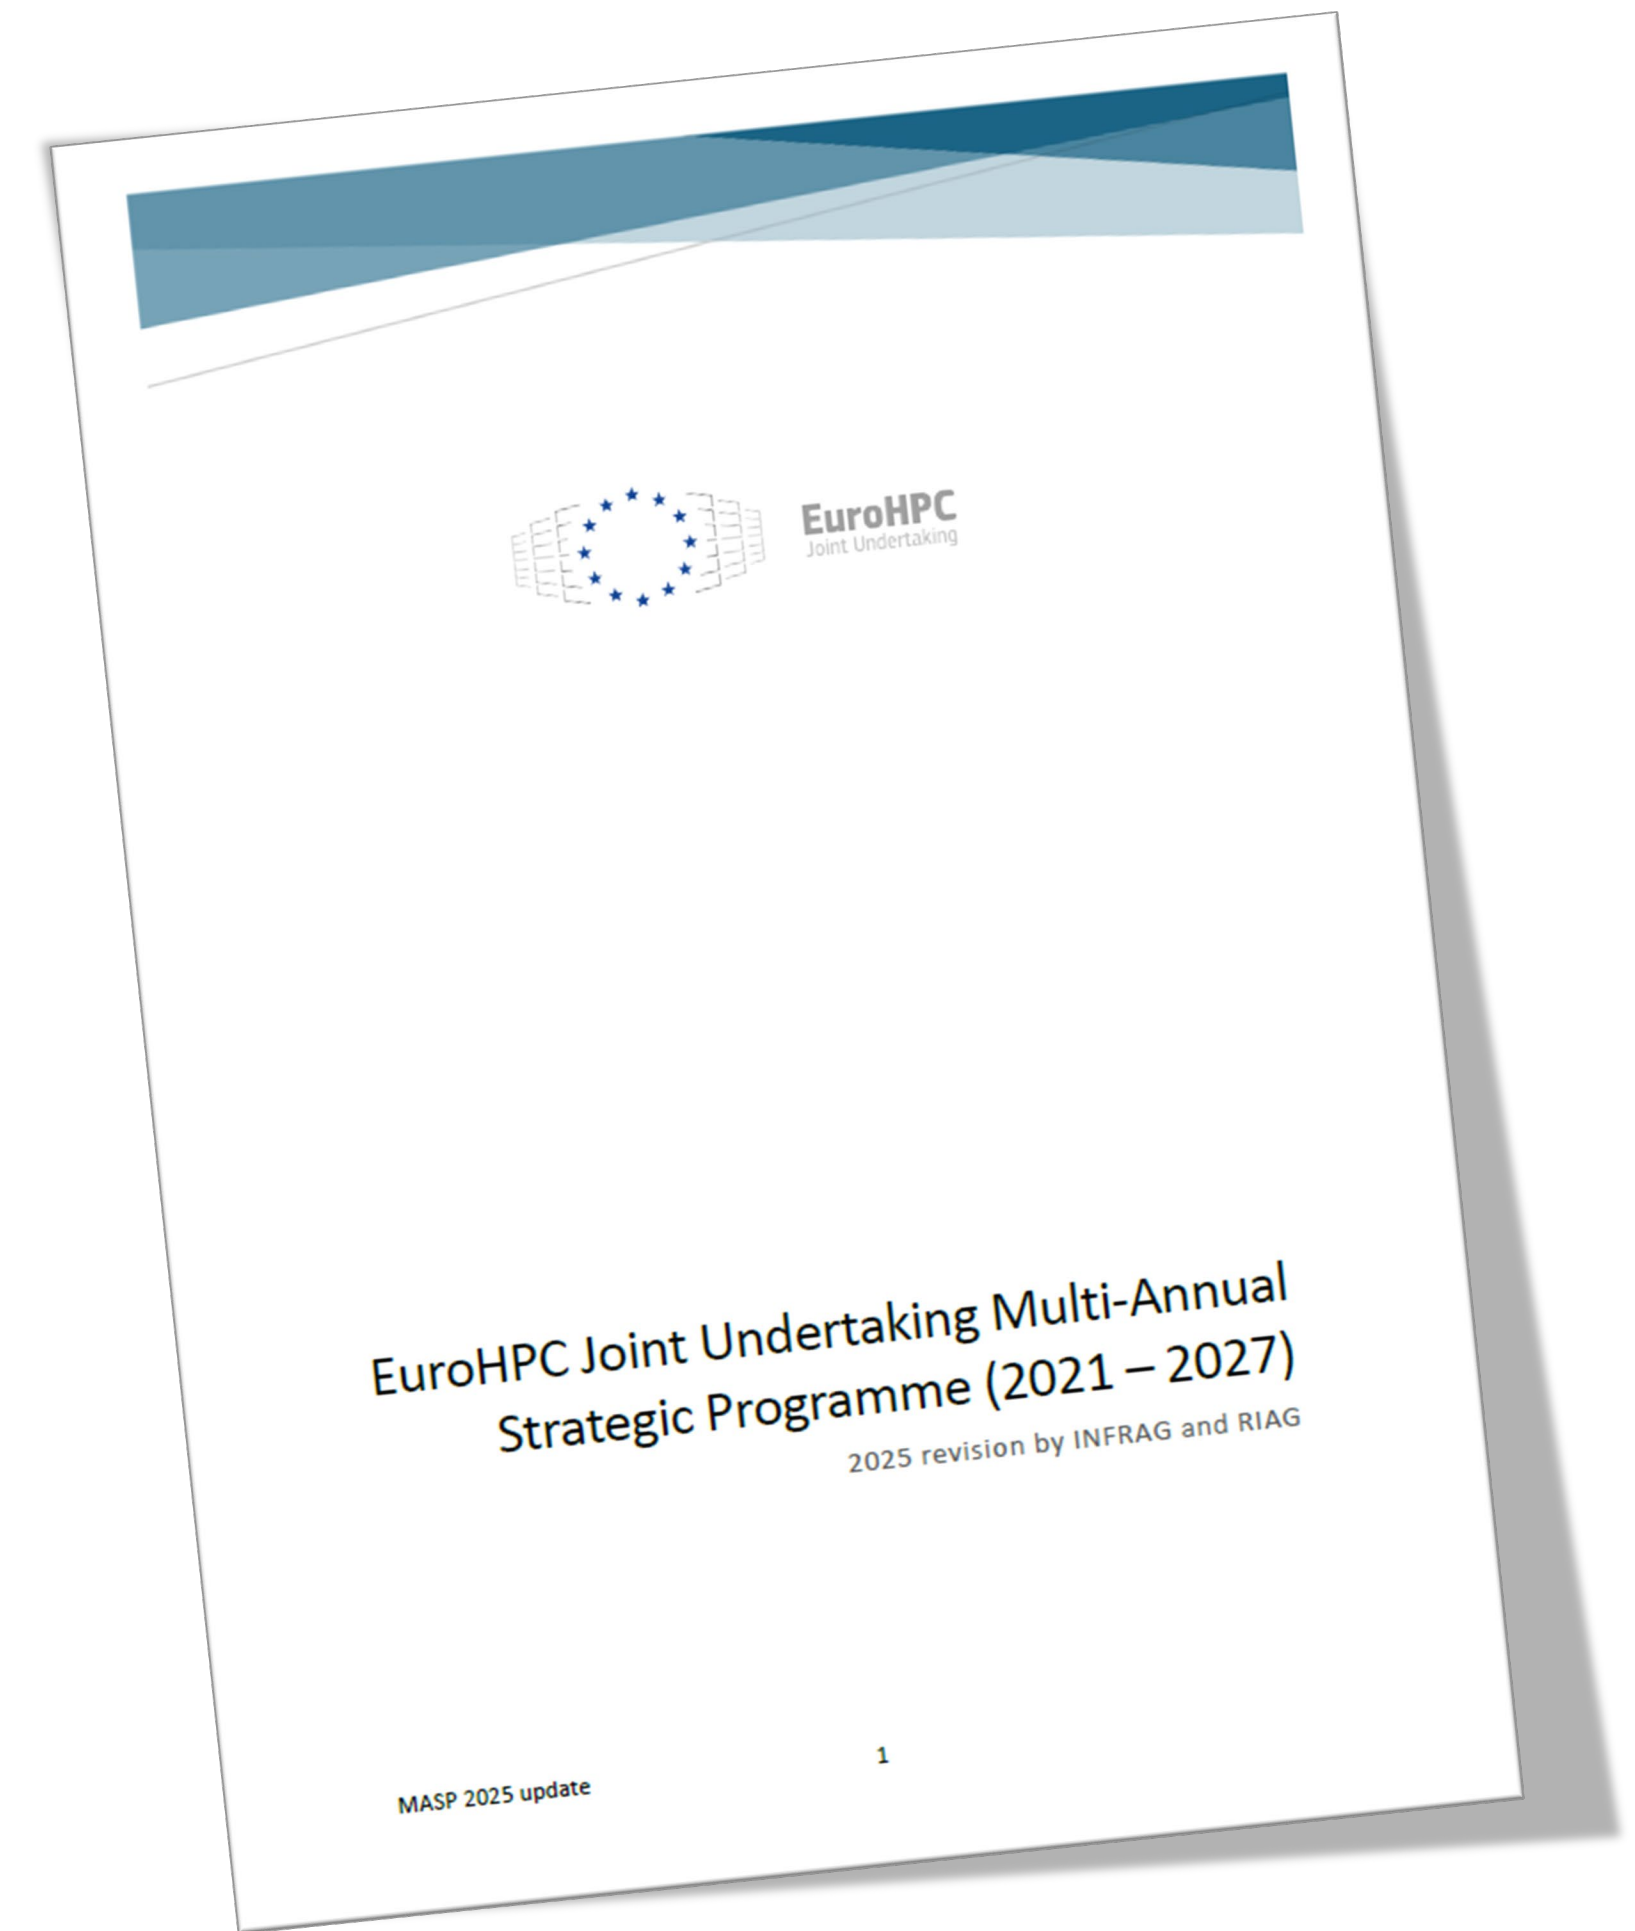 EuroHPC
Joint Undertaking
EuroHPC Joint Undertaking Multi-Annual
Strategic Programme (2021 – 2027)
2025 revision by INFRAG and RIAG
1
MASP 2025 update